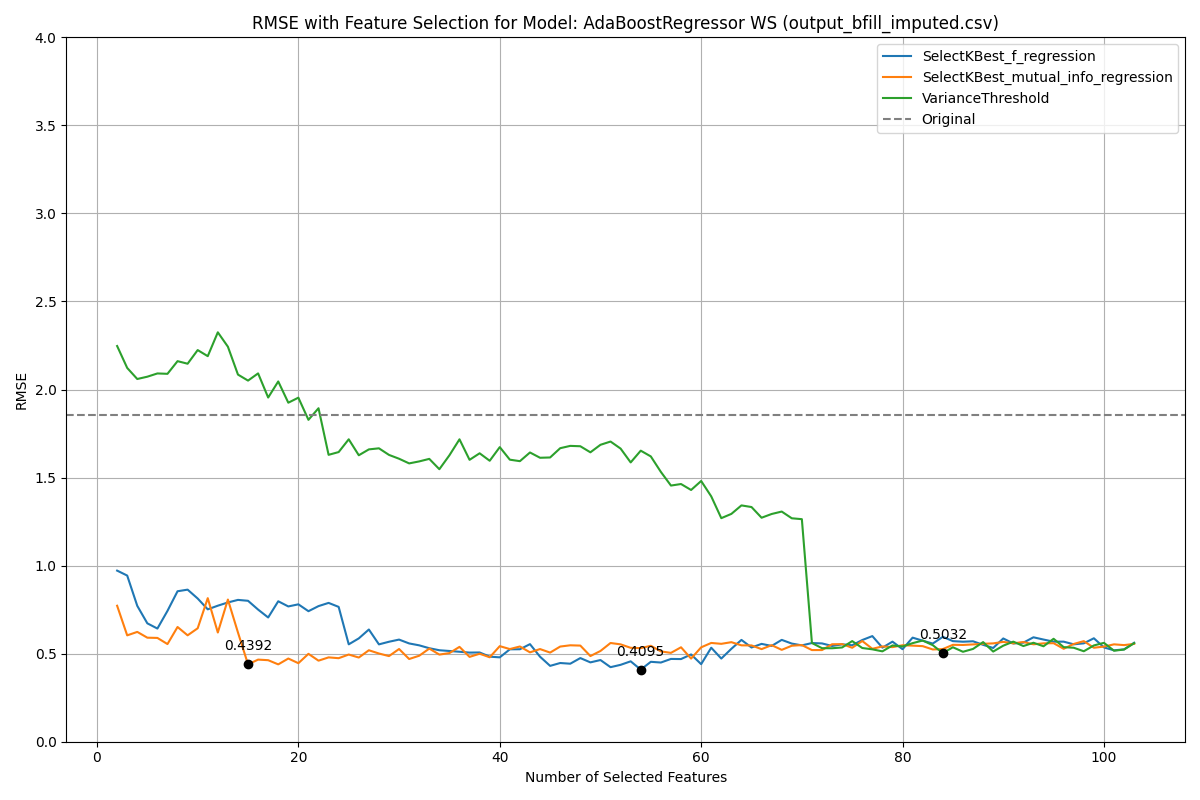 RMSE with Feature Selection for Model: AdaBoostRegressor WS (output_bfill_imputed.csv)
SelectKBest_f_regression
SelectKBest_mutual_info_regression
VarianceThreshold
Original
RMSE
4.0
3.5
3.0
2.5
2.0
1.5
1.0
0.5
0.0
0.4392
0.4095
0.5032
0
20
40
60
80
100
Number of Selected Features